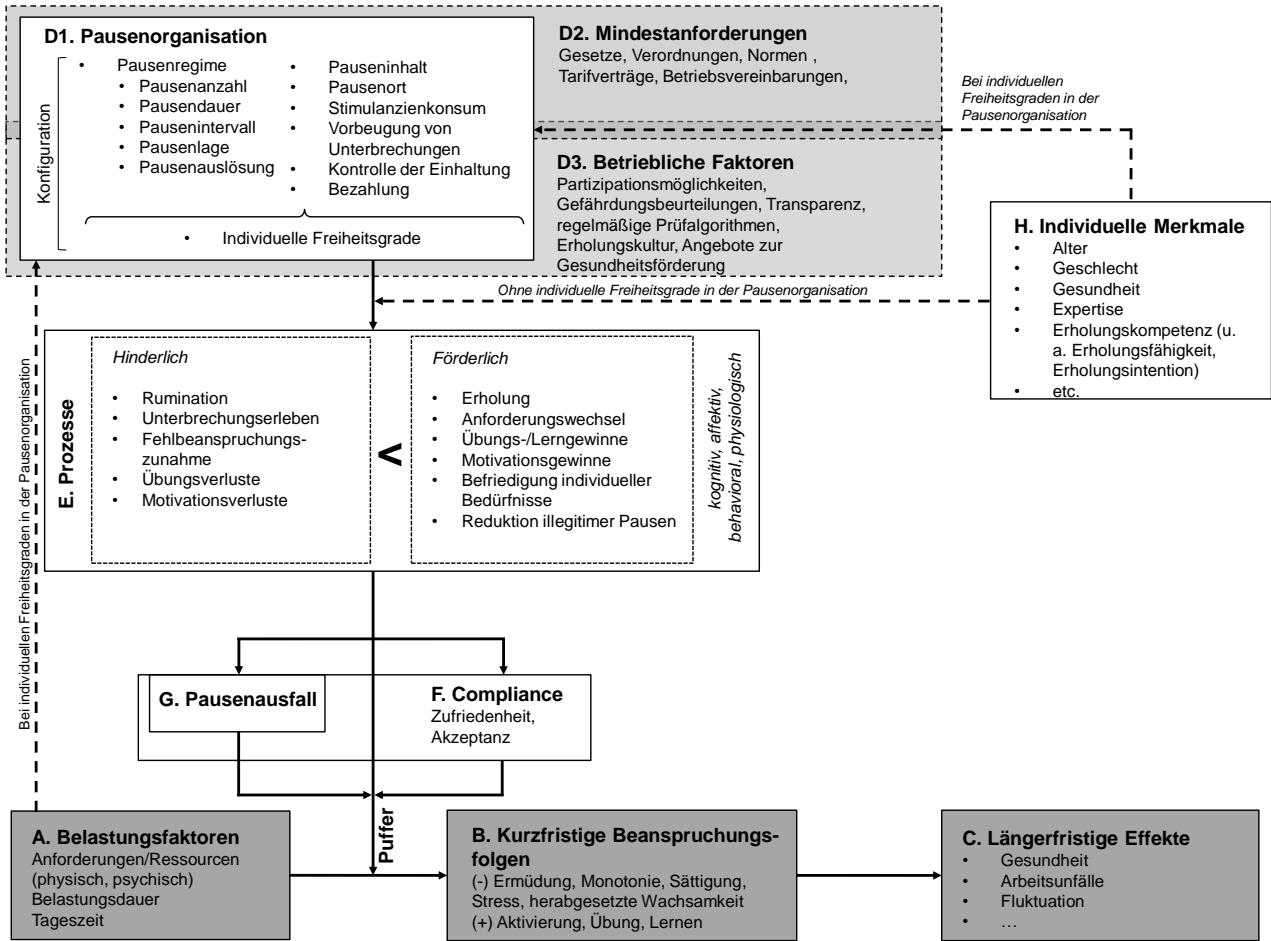 D1. Pausenorganisation
Konfiguration
• Pausenregime
• Pausenanzahl
• Pausendauer
• Pausenintervall
• Pausenlage
• Pausenauslösung
• Pauseninhalt
• Pausenort
• Stimulanzienkonsum
• Vorbeugung von
Unterbrechungen
• Kontrolle der Einhaltung
• Bezahlung
• Individuelle Freiheitsgrade
D2. Mindestanforderungen
Gesetze, Verordnungen, Normen ,
Tarifverträge, Betriebsvereinbarungen,
D3. Betriebliche Faktoren
Partizipationsmöglichkeiten,
Gefährdungsbeurteilungen, Transparenz,
regelmäßige Prüfalgorithmen,
Erholungskultur, Angebote zur
Gesundheitsförderung
Bei individuellen
Freiheitsgraden in der
Pausenorganisation
H. Individuelle Merkmale
• Alter
• Geschlecht
• Gesundheit
• Expertise
• Erholungskompetenz (u.
a. Erholungsfähigkeit,
Erholungsintention)
• etc.
Ohne individuelle Freiheitsgrade in der Pausenorganisation
Bei individuellen Freiheitsgraden in der Pausenorganisation
E. Prozesse
Hinderlich
• Rumination
• Unterbrechungserleben
• Fehlbeanspruchungs-
zunahme
• Übungsverluste
• Motivationsverluste
<
Förderlich
• Erholung
• Anforderungswechsel
• Übungs-/Lerngewinne
• Motivationsgewinne
• Befriedigung individueller
Bedürfnisse
• Reduktion illegitimer Pausen
kognitiv, affektiv,
behavioral, physiologisch
G. Pausenausfall
F. Compliance
Zufriedenheit,
Akzeptanz
Puffer
A. Belastungsfaktoren
Anforderungen/Ressourcen
(physisch, psychisch)
Belastungsdauer
Tageszeit
B. Kurzfristige Beanspruchungs-
folgen
(-) Ermüdung, Monotonie, Sättigung,
Stress, herabgesetzte Wachsamkeit
(+) Aktivierung, Übung, Lernen
C. Längerfristige Effekte
• Gesundheit
• Arbeitsunfälle
• Fluktuation
• …